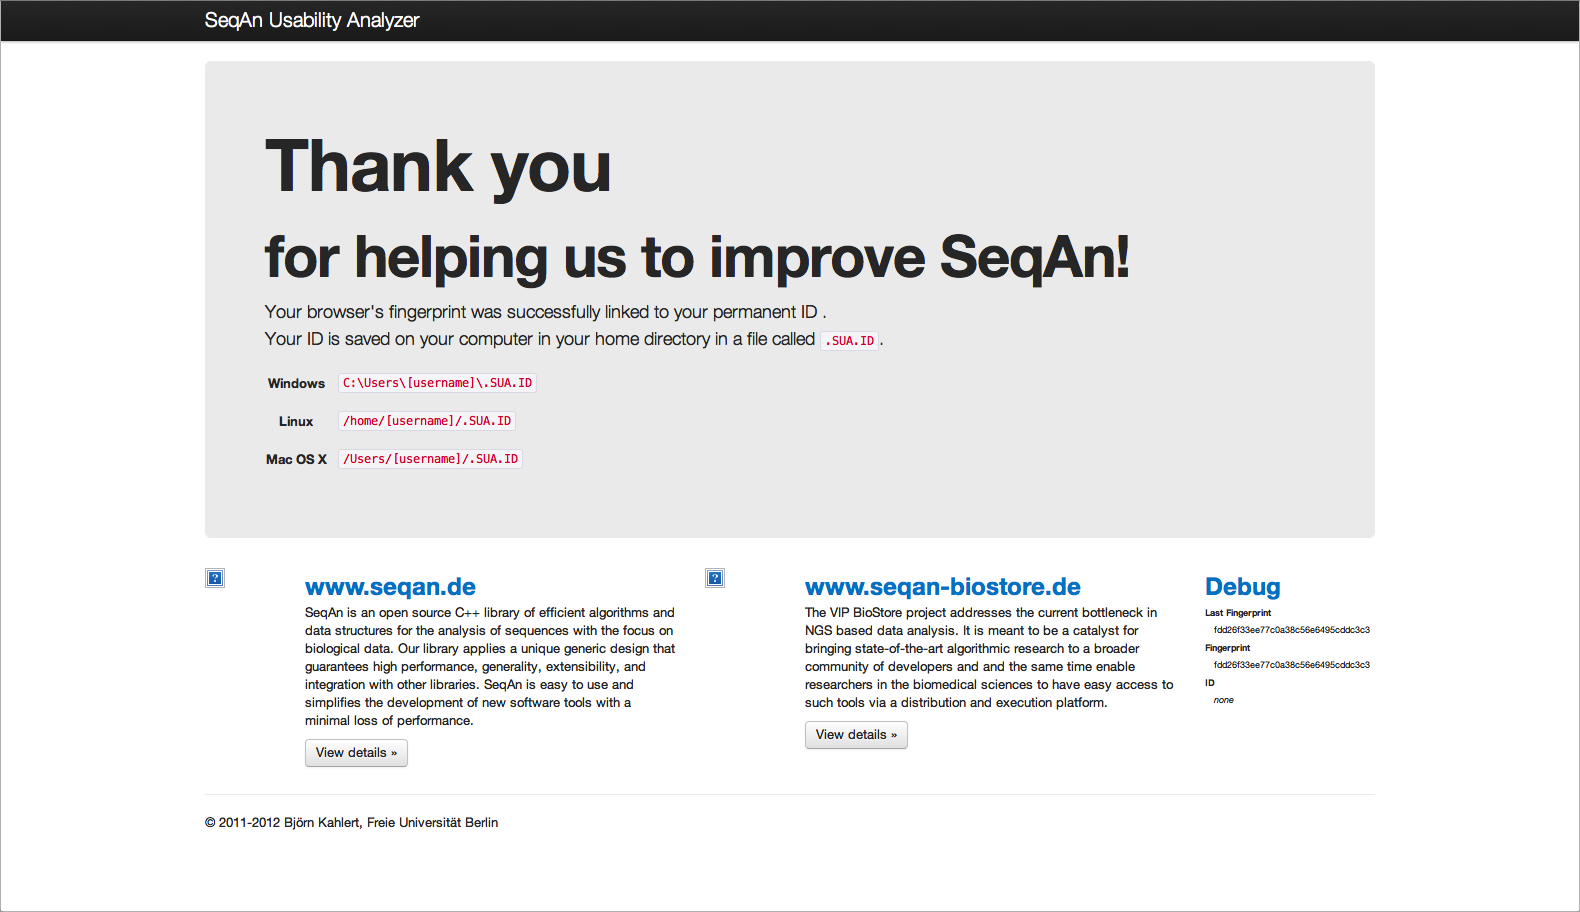 SeqAn Usability Analyzer
Thank you
for helping us to improve SeqAn!
Your browser's fingerprint was successfully linked to your permanent ID .
Your ID is saved on your computer in your home directory in a file called .SUA.ID.
Windows C:\Users\[username]\.SUA.ID
Linux /home/[username]/.SUA.ID
Mac OS X /Users/[username]/.SUA.ID
www.seqan.de
SeqAn is an open source C++ library of efficient algorithms and
data structures for the analysis of sequences with the focus on
biological data. Our library applies a unique generic design that
guarantees high performance, generality, extensibility, and
integration with other libraries. SeqAn is easy to use and
simplifies the development of new software tools with a
minimal loss of performance.
View details »
www.seqan-biostore.de
The VIP BioStore project addresses the current bottleneck in
NGS based data analysis. It is meant to be a catalyst for
bringing state-of-the-art algorithmic research to a broader
community of developers and and the same time enable
researchers in the biomedical sciences to have easy access to
such tools via a distribution and execution platform.
View details »
Debug
Last Fingerprint
fdd26f33ee77c0a38c56e6495cddc3c3
Fingerprint
fdd26f33ee77c0a38c56e6495cddc3c3
ID
none
© 2011-2012 Björn Kahlert, Freie Universität Berlin